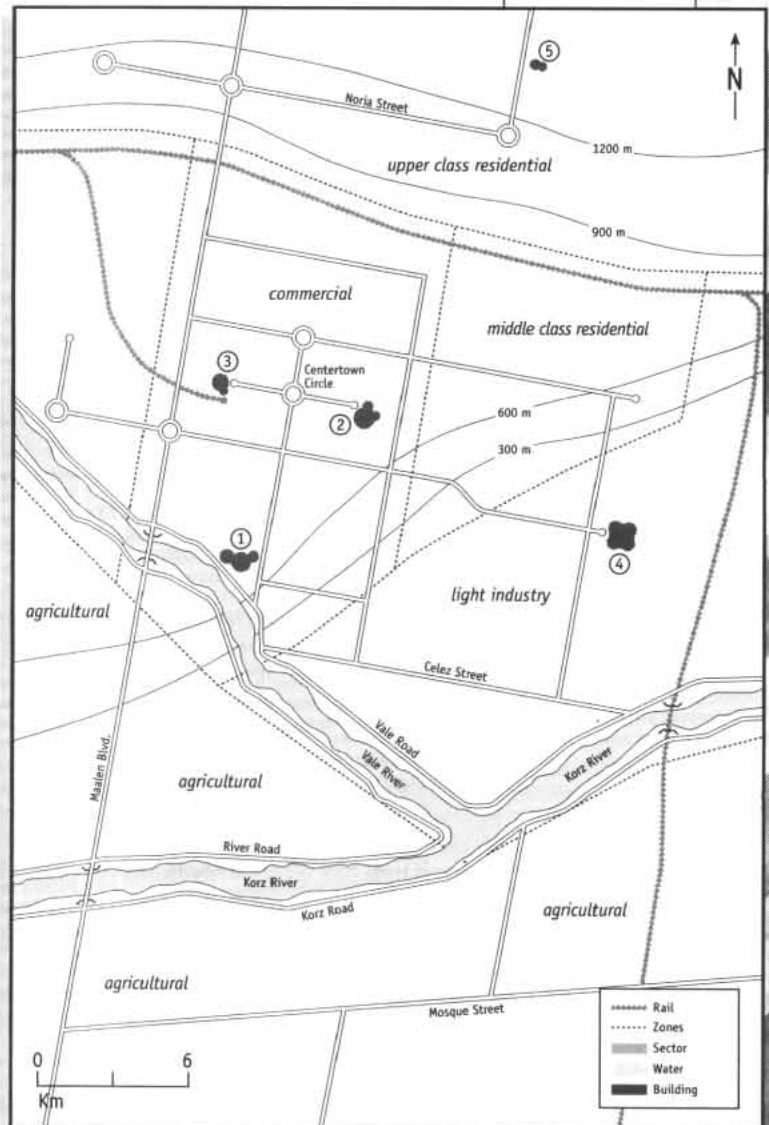 5
N
Noria Street
1200 m
upper class residential
900 m
commercial
middle class residential
3
Centertown
Circle
2
600 m
300 m
1
4
light industry
agricultural
Celez Street
Maalen Blvd.
Vale Road
Vale River
Korz River
agricultural
River Road
Korz River
Korz Road
agricultural
agricultural
Mosque Street
0 6
Km
Rail
Zones
Sector
Water
Building